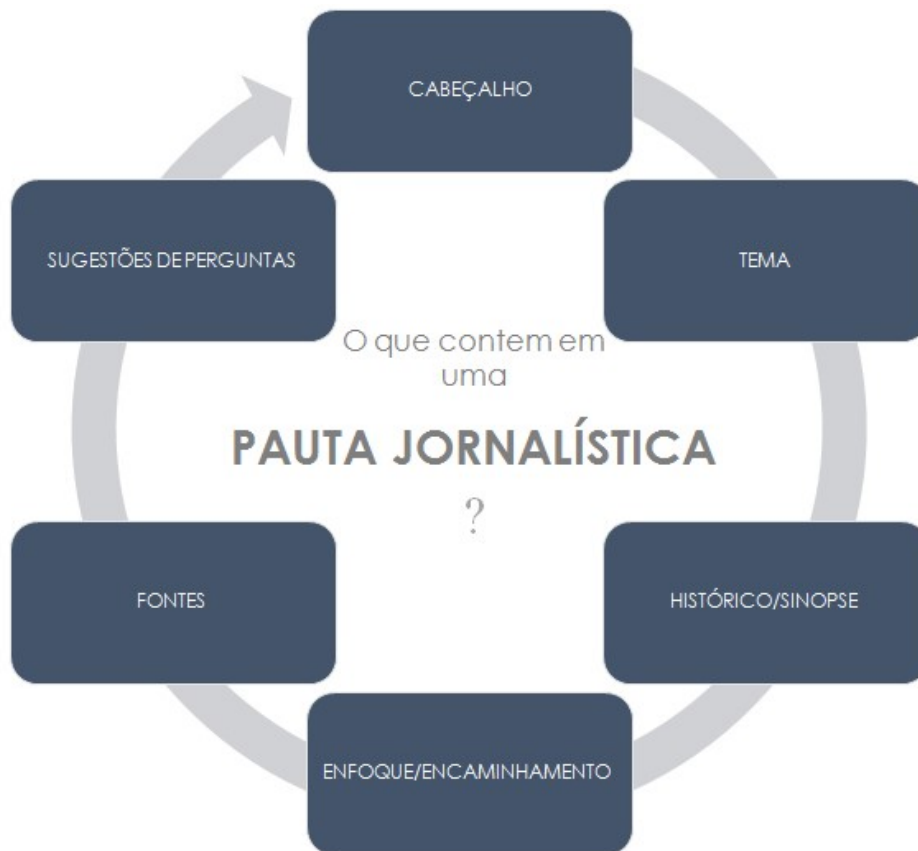 CABEÇALHO
TEMA
HISTÓRICO/SINOPSE
ENFOQUE/ENCAMINHAMENTO
FONTES
SUGESTÕES DE PERGUNTAS
O que contem em
uma
PAUTA JORNALÍSTICA
?